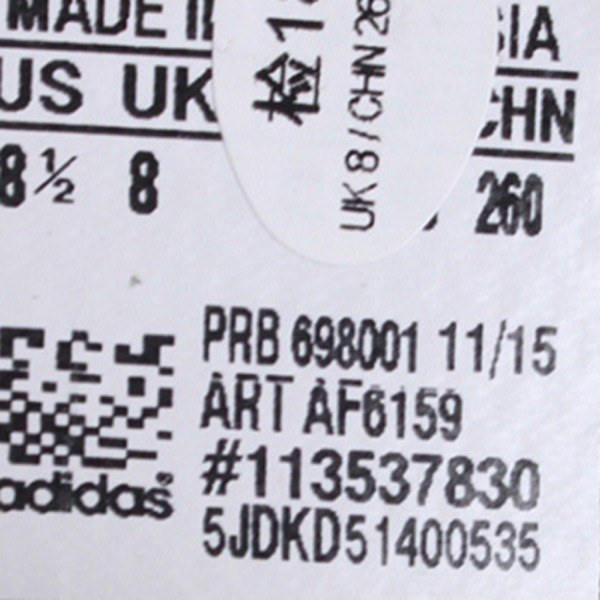 MADE
US UK CHN
8½ 8 260
UK 8 / CHN 26
PRB 698001 11/15
ART AF6159
#113537830
5JDKD51400535
adidas